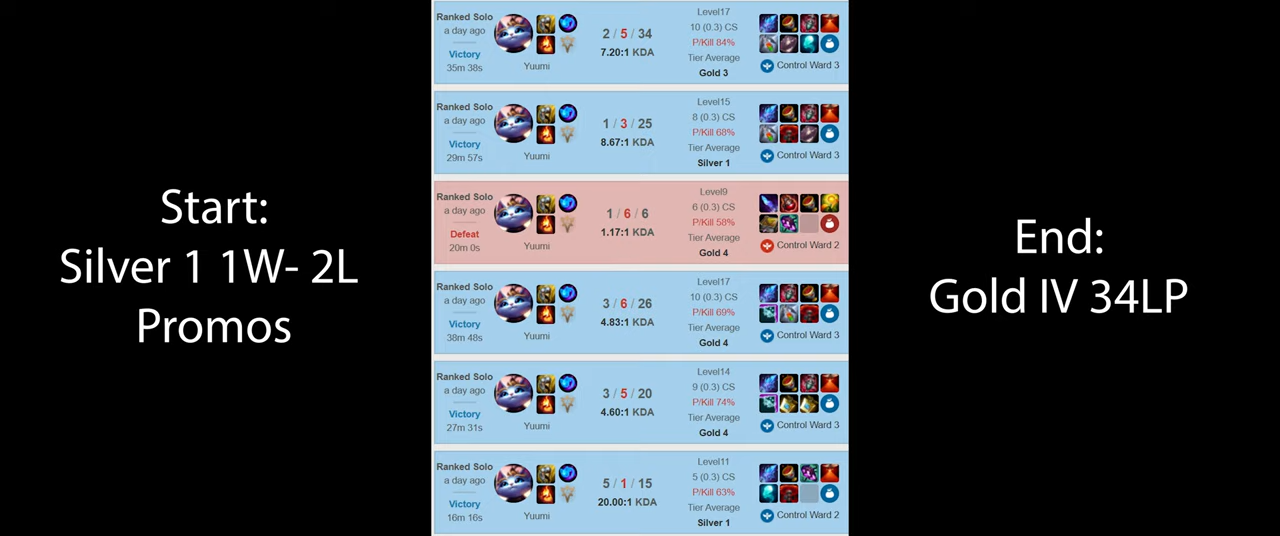 Start:
Silver 1 1W- 2L
Promos
Ranked Solo
a day ago
Victory
35m 38s
Yuumi
2 / 5 / 34
7.20:1 KDA
Level17
10 (0.3) CS
P/Kill 84%
Tier Average
Gold 3
Control Ward 3
Ranked Solo
a day ago
Victory
29m 57s
Yuumi
1 / 3 / 25
8.67:1 KDA
Level15
8 (0.3) CS
P/Kill 68%
Tier Average
Silver 1
Control Ward 3
Ranked Solo
a day ago
Defeat
20m 0s
Yuumi
1 / 6 / 6
1.17:1 KDA
Level9
6 (0.3) CS
P/Kill 58%
Tier Average
Gold 4
Control Ward 2
Ranked Solo
a day ago
Victory
38m 48s
Yuumi
3 / 6 / 26
4.83:1 KDA
Level17
10 (0.3) CS
P/Kill 69%
Tier Average
Gold 4
Control Ward 3
Ranked Solo
a day ago
Victory
27m 31s
Yuumi
3 / 5 / 20
4.60:1 KDA
Level14
9 (0.3) CS
P/Kill 74%
Tier Average
Gold 4
Control Ward 3
Ranked Solo
a day ago
Victory
16m 16s
Yuumi
5 / 1 / 15
20.00:1 KDA
Level11
5 (0.3) CS
P/Kill 63%
Tier Average
Silver 1
Control Ward 2
End:
Gold IV 34LP